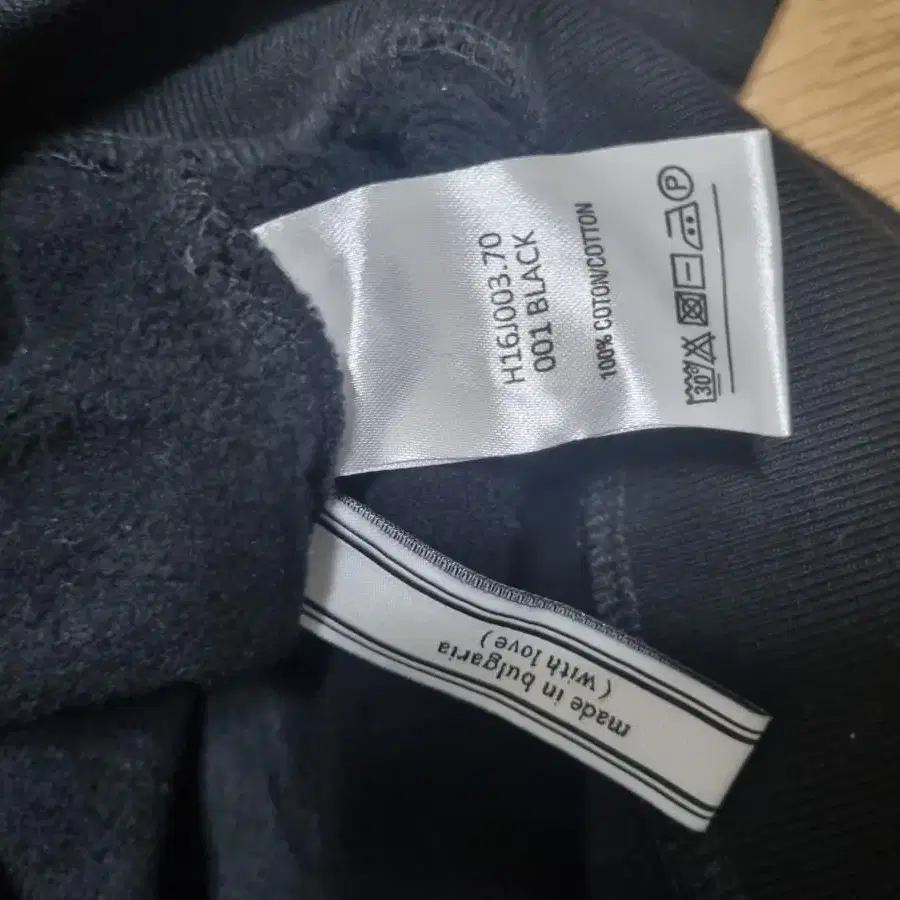 H16J003.70
001 BLACK
100% COTON/COTTON
30°
P
made in bulgaria
( with love )